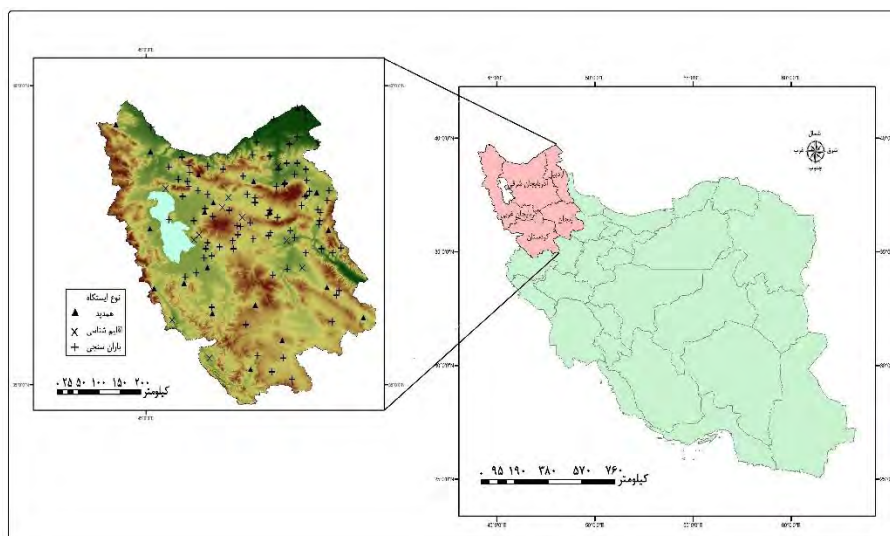 نوع ایستگاه
همدید
اقلیم شناسی
باران سنجی
۰ ۲۵ ۵۰ ۱۰۰ ۱۵۰ ۲۰۰
کیلومتر
شمال
شرق
غرب
جنوب
اردبیل
آذربایجان شرقی
آذربایجان غربی
زنجان
کردستان
۰ ۹۵ ۱۹۰ ۳۸۰ ۵۷۰ ۷۶۰
کیلومتر